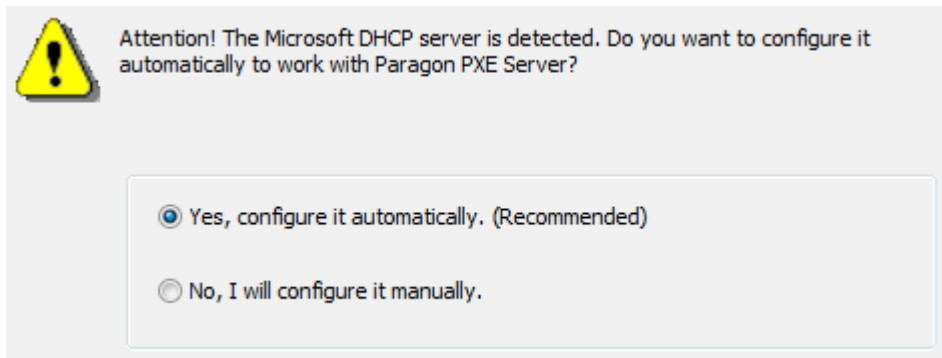 Attention! The Microsoft DHCP server is detected. Do you want to configure it
automatically to work with Paragon PXE Server?
Yes, configure it automatically. (Recommended)
No, I will configure it manually.